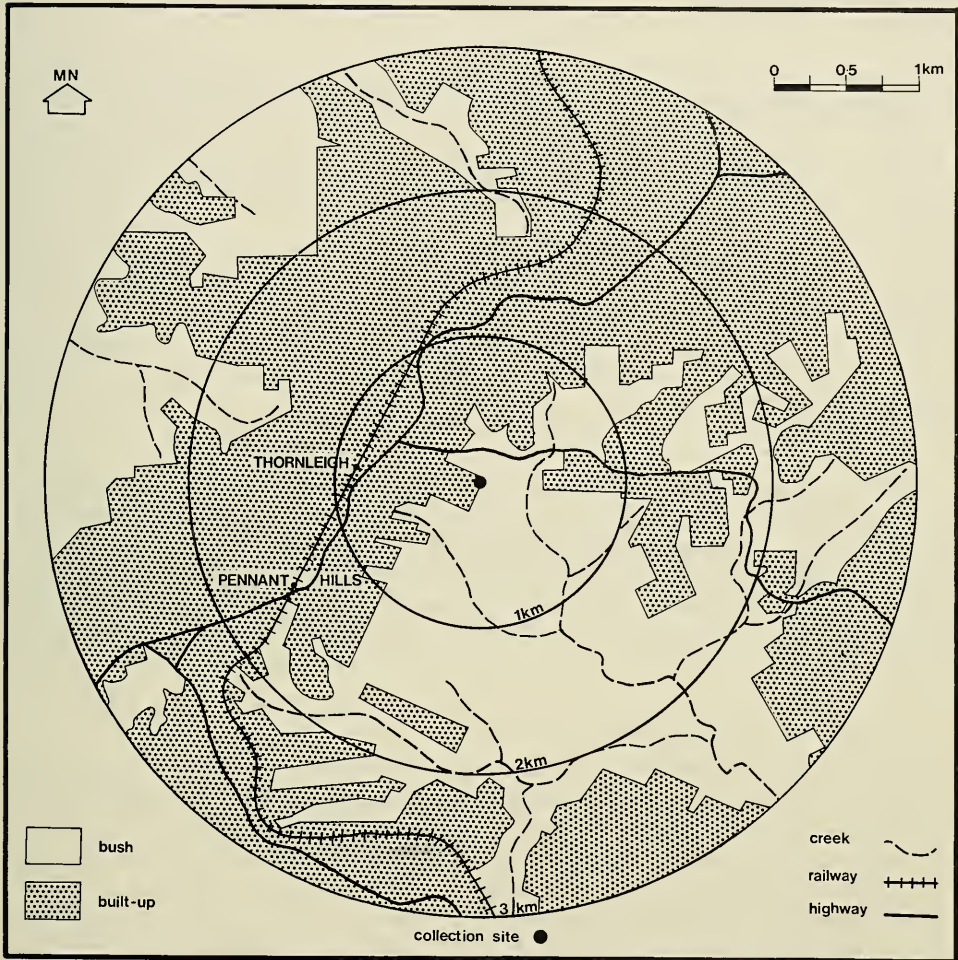 MN
0 0·5 1km
THORNLEIGH
PENNANT HILLS
1km
2km
3 km
bush
built-up
creek
railway
highway
collection site